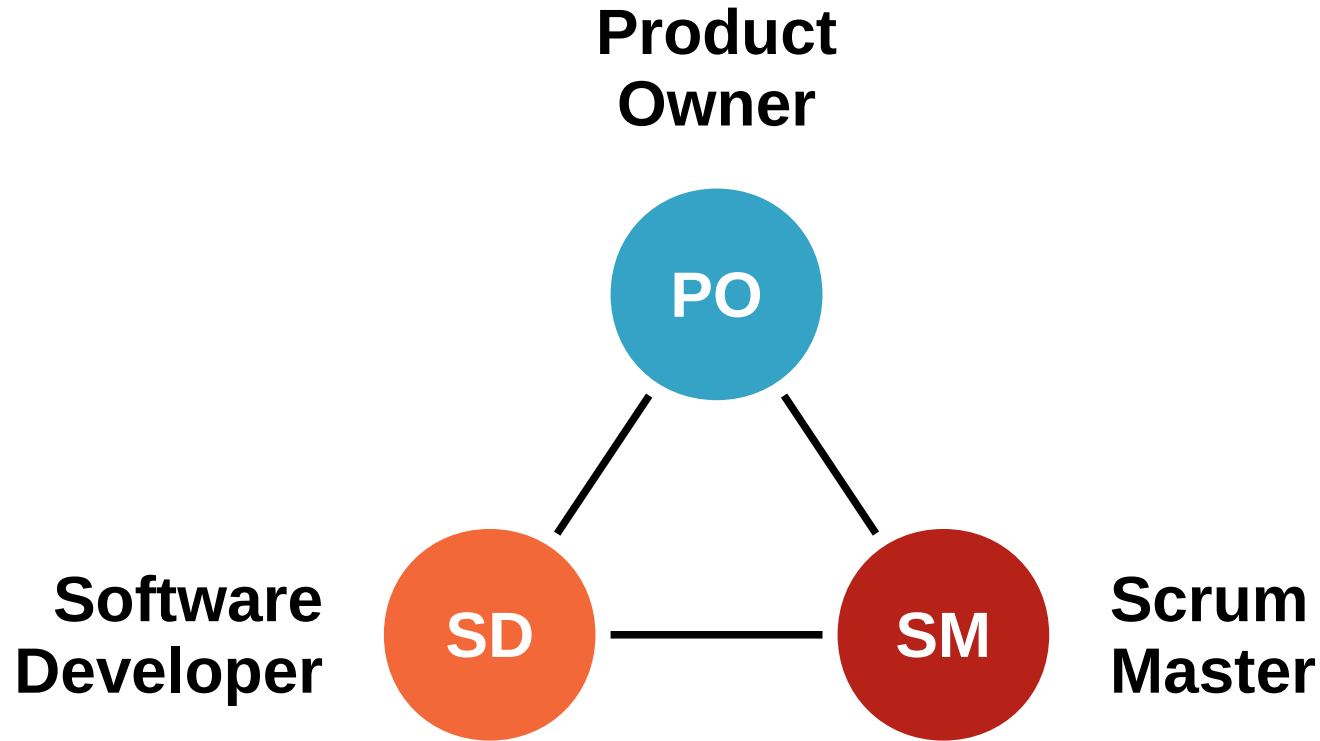 Product
Owner
PO
Software
Developer
SD
SM
Scrum
Master